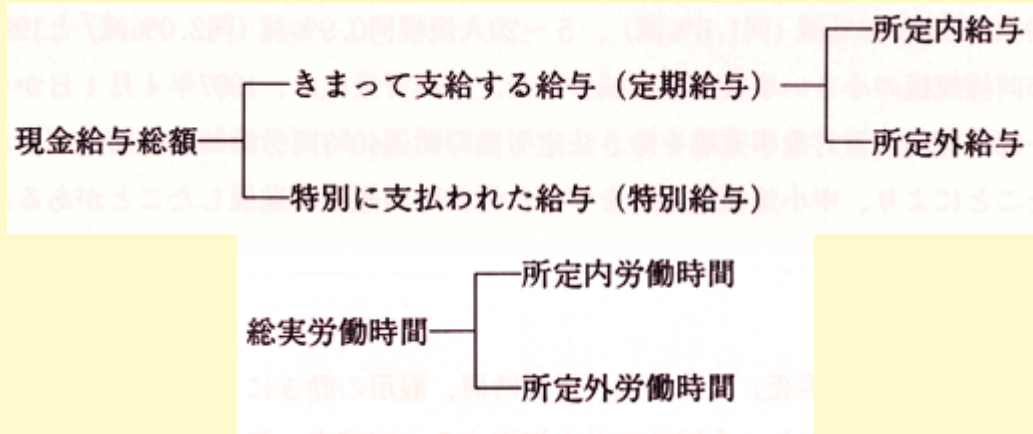 所定内給与
きまって支給する給与（定期給与）
現金給与総額
所定外給与
特別に支払われた給与（特別給与）
所定内労働時間
総実労働時間
所定外労働時間